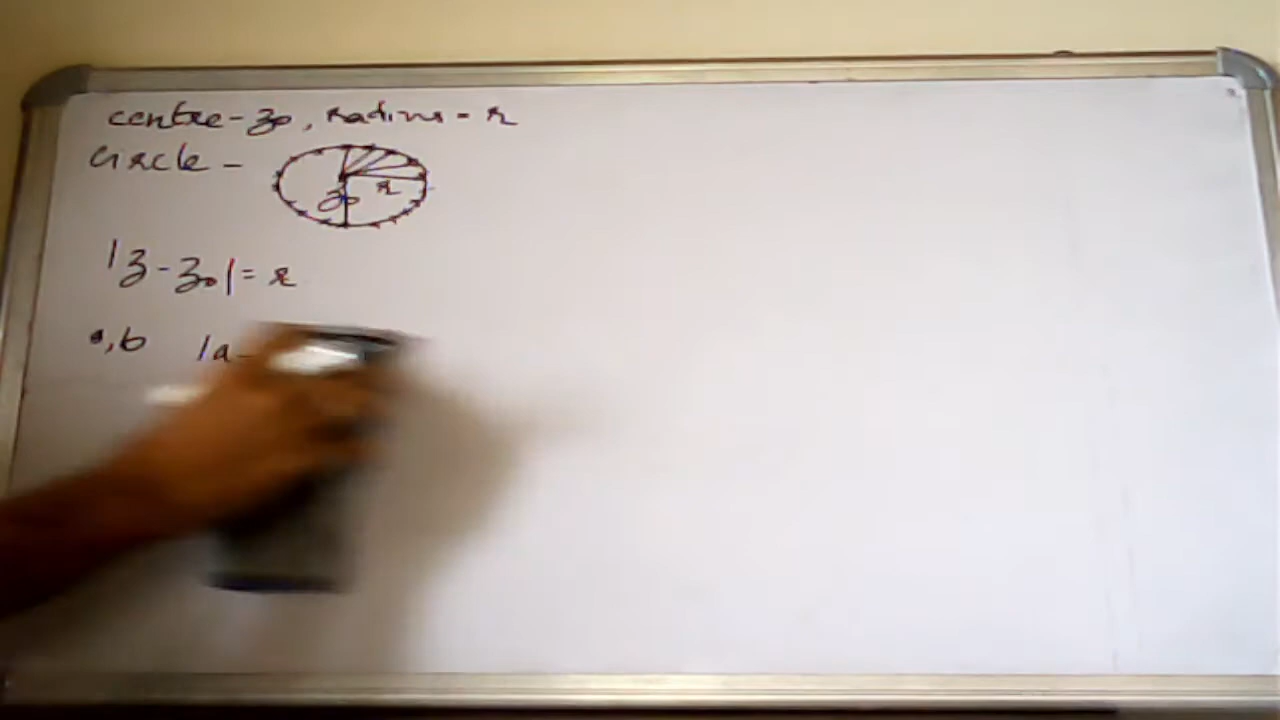 centre - z₀, radius = r
circle -
z₀ r
|z - z₀| = r
a, b |a -